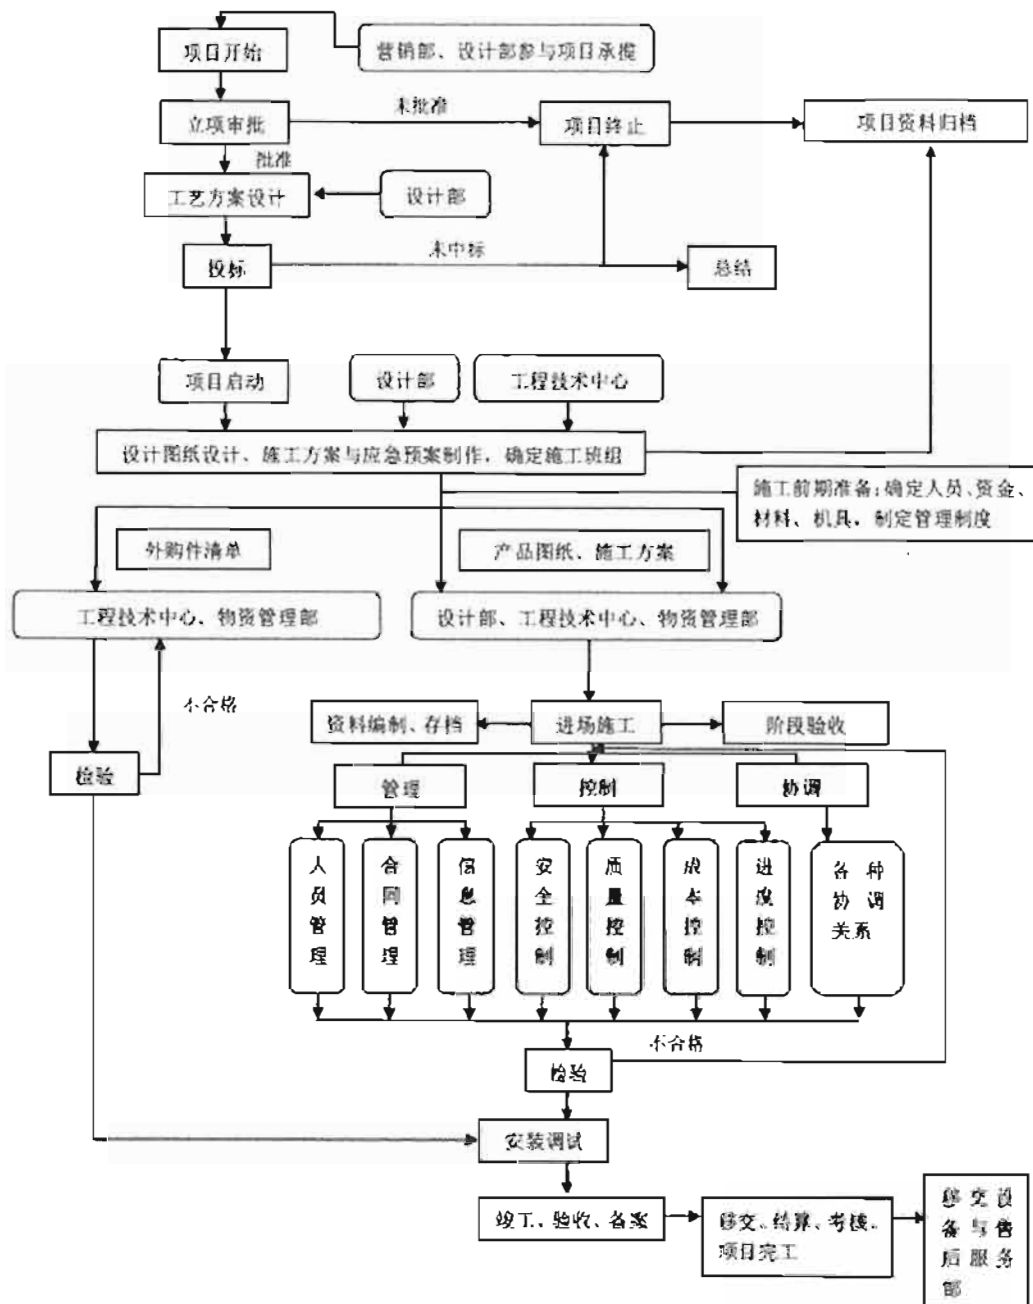 项目开始
营销部、设计部参与项目承揽
立项审批
未批准
项目终止
项目资料归档
批准
工艺方案设计
设计部
投标
未中标
总结
项目启动
设计部
工程技术中心
设计图纸设计、施工方案与应急预案制作，确定施工班组
施工前期准备：确定人员、资金、
材料、机具，制定管理制度
外购件清单
产品图纸、施工方案
工程技术中心、物资管理部
设计部、工程技术中心、物资管理部
不合格
资料编制、存档
进场施工
阶段验收
检验
管理
控制
协调
人员管理
合同管理
信息管理
安全控制
质量控制
成本控制
进度控制
各种
协调
关系
不合格
检验
安装调试
竣工、验收、备案
移交、结算、考核、
项目完工
移交设
备与售
后服务
部